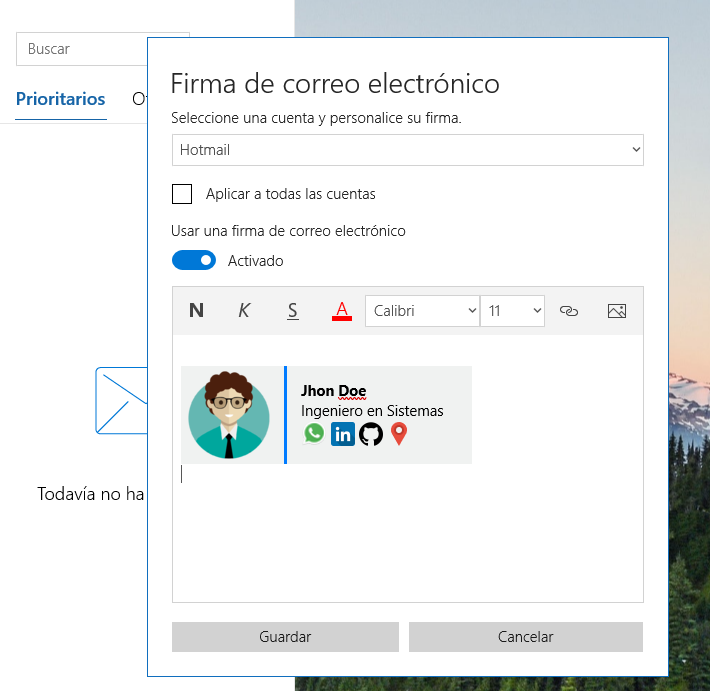 Buscar
Prioritarios
Firma de correo electrónico
Seleccione una cuenta y personalice su firma.
Hotmail
Aplicar a todas las cuentas
Usar una firma de correo electrónico
Activado
N K S A Calibri 11
Jhon Doe
Ingeniero en Sistemas
in
Todavía no ha
Guardar Cancelar